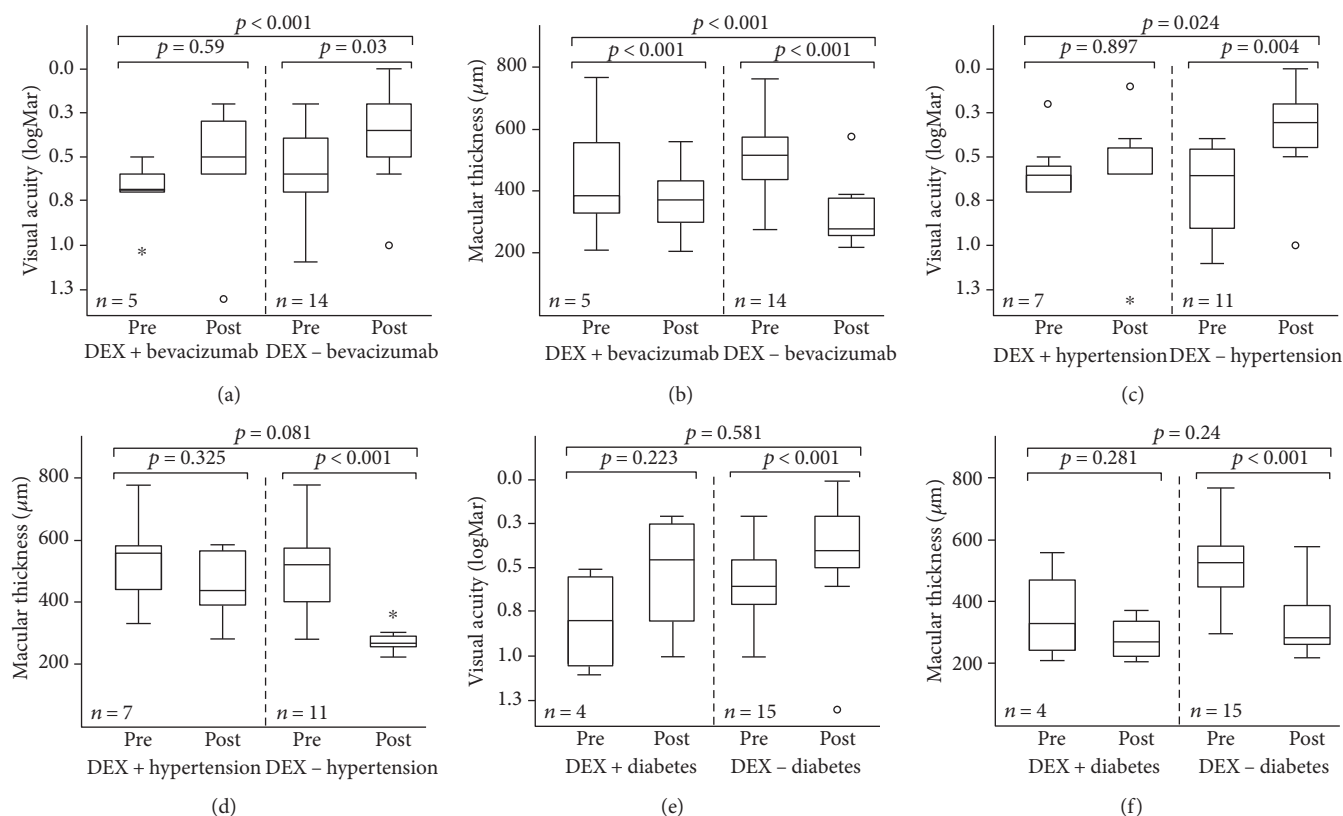 p < 0.001
p = 0.59
p = 0.03
Visual acuity (logMar)
0.0
0.3
0.5
0.8
1.0
1.3
*
n = 5
n = 14
Pre
Post
Pre
Post
DEX + bevacizumab
DEX – bevacizumab
(a)
p < 0.001
p < 0.001
p < 0.001
Macular thickness (μm)
800
600
400
200
n = 5
n = 14
Pre
Post
Pre
Post
DEX + bevacizumab
DEX – bevacizumab
(b)
p = 0.024
p = 0.897
p = 0.004
Visual acuity (logMar)
0.0
0.3
0.5
0.8
1.0
1.3
*
n = 7
n = 11
Pre
Post
Pre
Post
DEX + hypertension
DEX – hypertension
(c)
p = 0.081
p = 0.325
p < 0.001
Macular thickness (μm)
800
600
400
200
*
n = 7
n = 11
Pre
Post
Pre
Post
DEX + hypertension
DEX – hypertension
(d)
p = 0.581
p = 0.223
p < 0.001
Visual acuity (logMar)
0.0
0.3
0.5
0.8
1.0
1.3
n = 4
n = 15
Pre
Post
Pre
Post
DEX + diabetes
DEX – diabetes
(e)
p = 0.24
p = 0.281
p < 0.001
Macular thickness (μm)
800
600
400
200
n = 4
n = 15
Pre
Post
Pre
Post
DEX + diabetes
DEX – diabetes
(f)